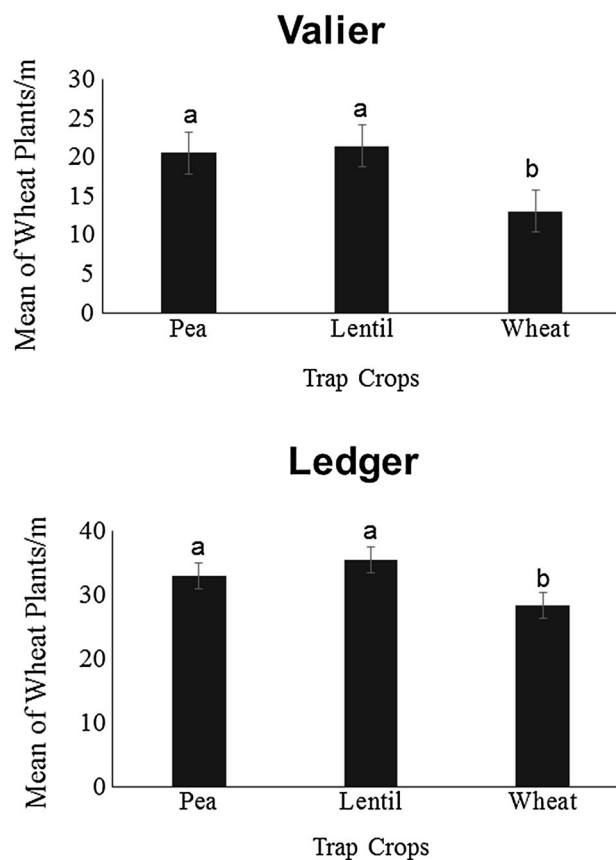 Valier
Mean of Wheat Plants/m
30
25
20
15
10
5
0
a
a
b
Pea Lentil Wheat
Trap Crops
Ledger
Mean of Wheat Plants/m
40
30
20
10
0
a
a
b
Pea Lentil Wheat
Trap Crops